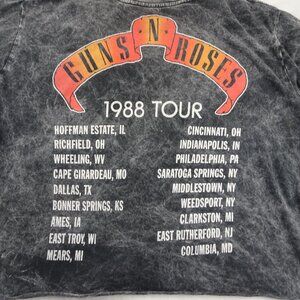 GUNS N ROSES
1988 TOUR
HOFFMAN ESTATE, IL
RICHFIELD, OH
WHEELING, WV
CAPE GIRARDEAU, MO
DALLAS, TX
BONNER SPRINGS, KS
AMES, IA
EAST TROY, WI
MEARS, MI
CINCINNATI, OH
INDIANAPOLIS, IN
PHILADELPHIA, PA
SARATOGA SPRINGS, NY
MIDDLETOWN, NY
WEEDSPORT, NY
CLARKSTON, MI
EAST RUTHERFORD, NJ
COLUMBIA, MD